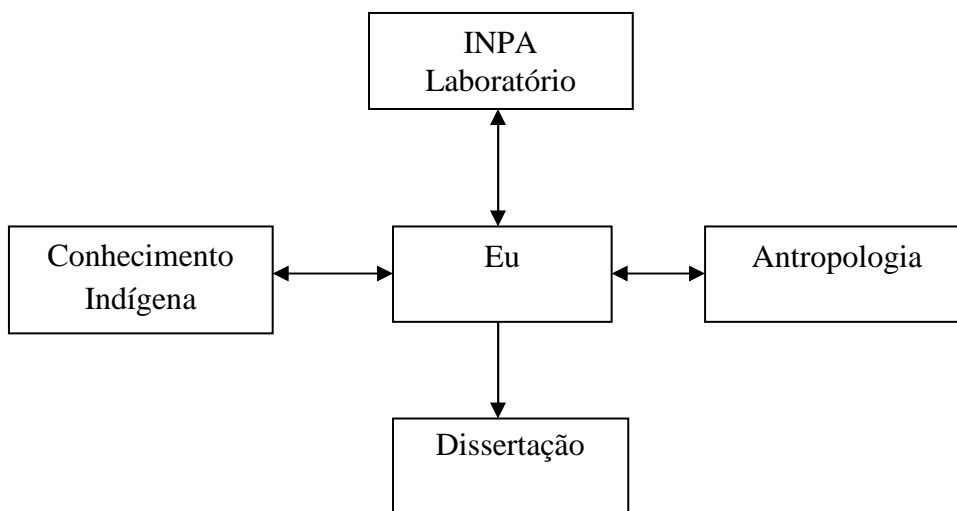 INPA
Laboratório
Conhecimento
Indígena
Eu
Antropologia
Dissertação